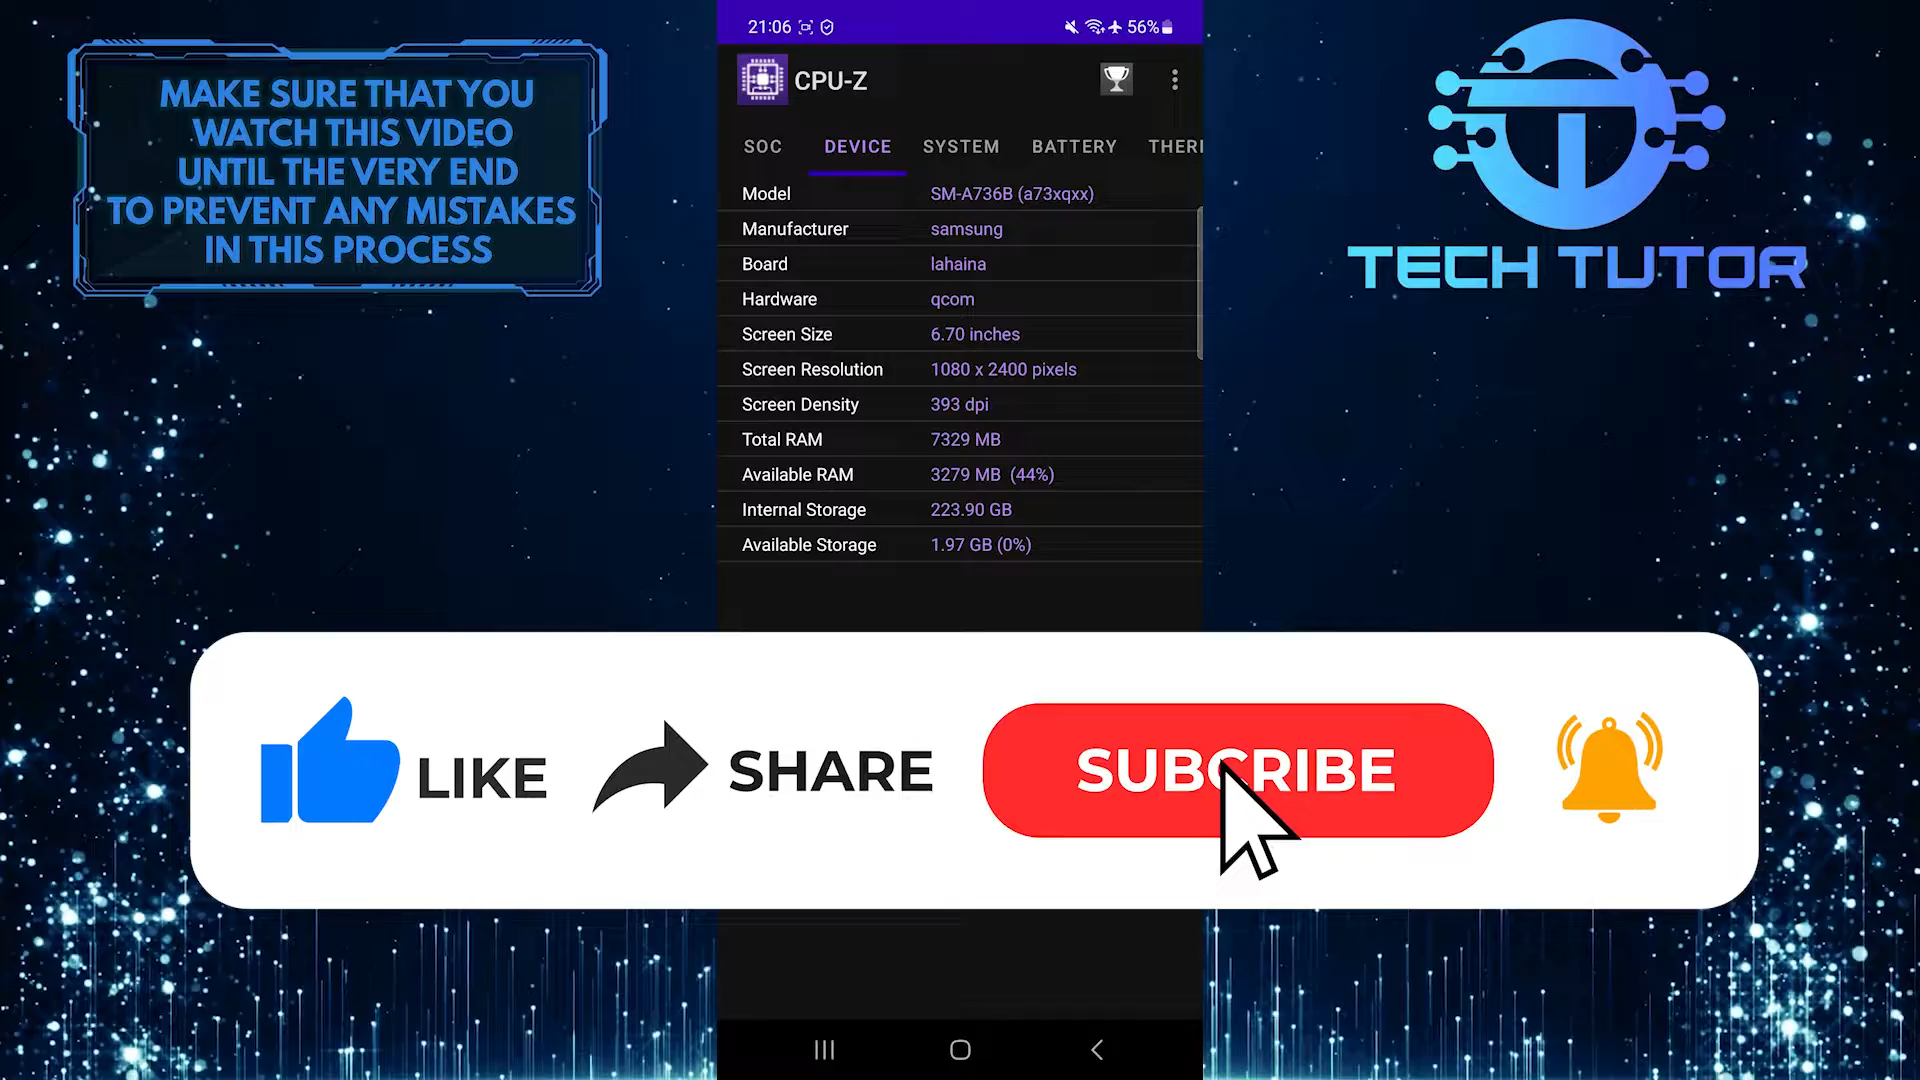 MAKE SURE THAT YOU
WATCH THIS VIDEO
UNTIL THE VERY END
TO PREVENT ANY MISTAKES
IN THIS PROCESS
21:06
56%
CPU-Z
SOC DEVICE SYSTEM BATTERY THERI
Model SM-A736B (a73xqxx)
Manufacturer samsung
Board lahaina
Hardware qcom
Screen Size 6.70 inches
Screen Resolution 1080 x 2400 pixels
Screen Density 393 dpi
Total RAM 7329 MB
Available RAM 3279 MB (44%)
Internal Storage 223.90 GB
Available Storage 1.97 GB (0%)
TECH TUTOR
LIKE
SHARE
SUBCRIBE